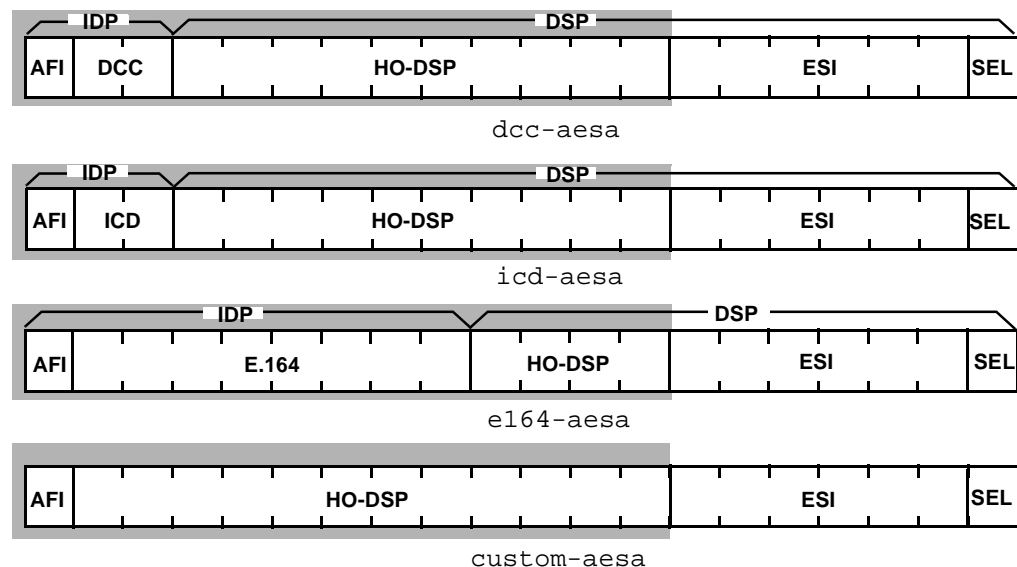 IDP DSP
AFI DCC HO-DSP ESI SEL
dcc-aesa
IDP DSP
AFI ICD HO-DSP ESI SEL
icd-aesa
IDP DSP
AFI E.164 HO-DSP ESI SEL
e164-aesa
AFI HO-DSP ESI SEL
custom-aesa